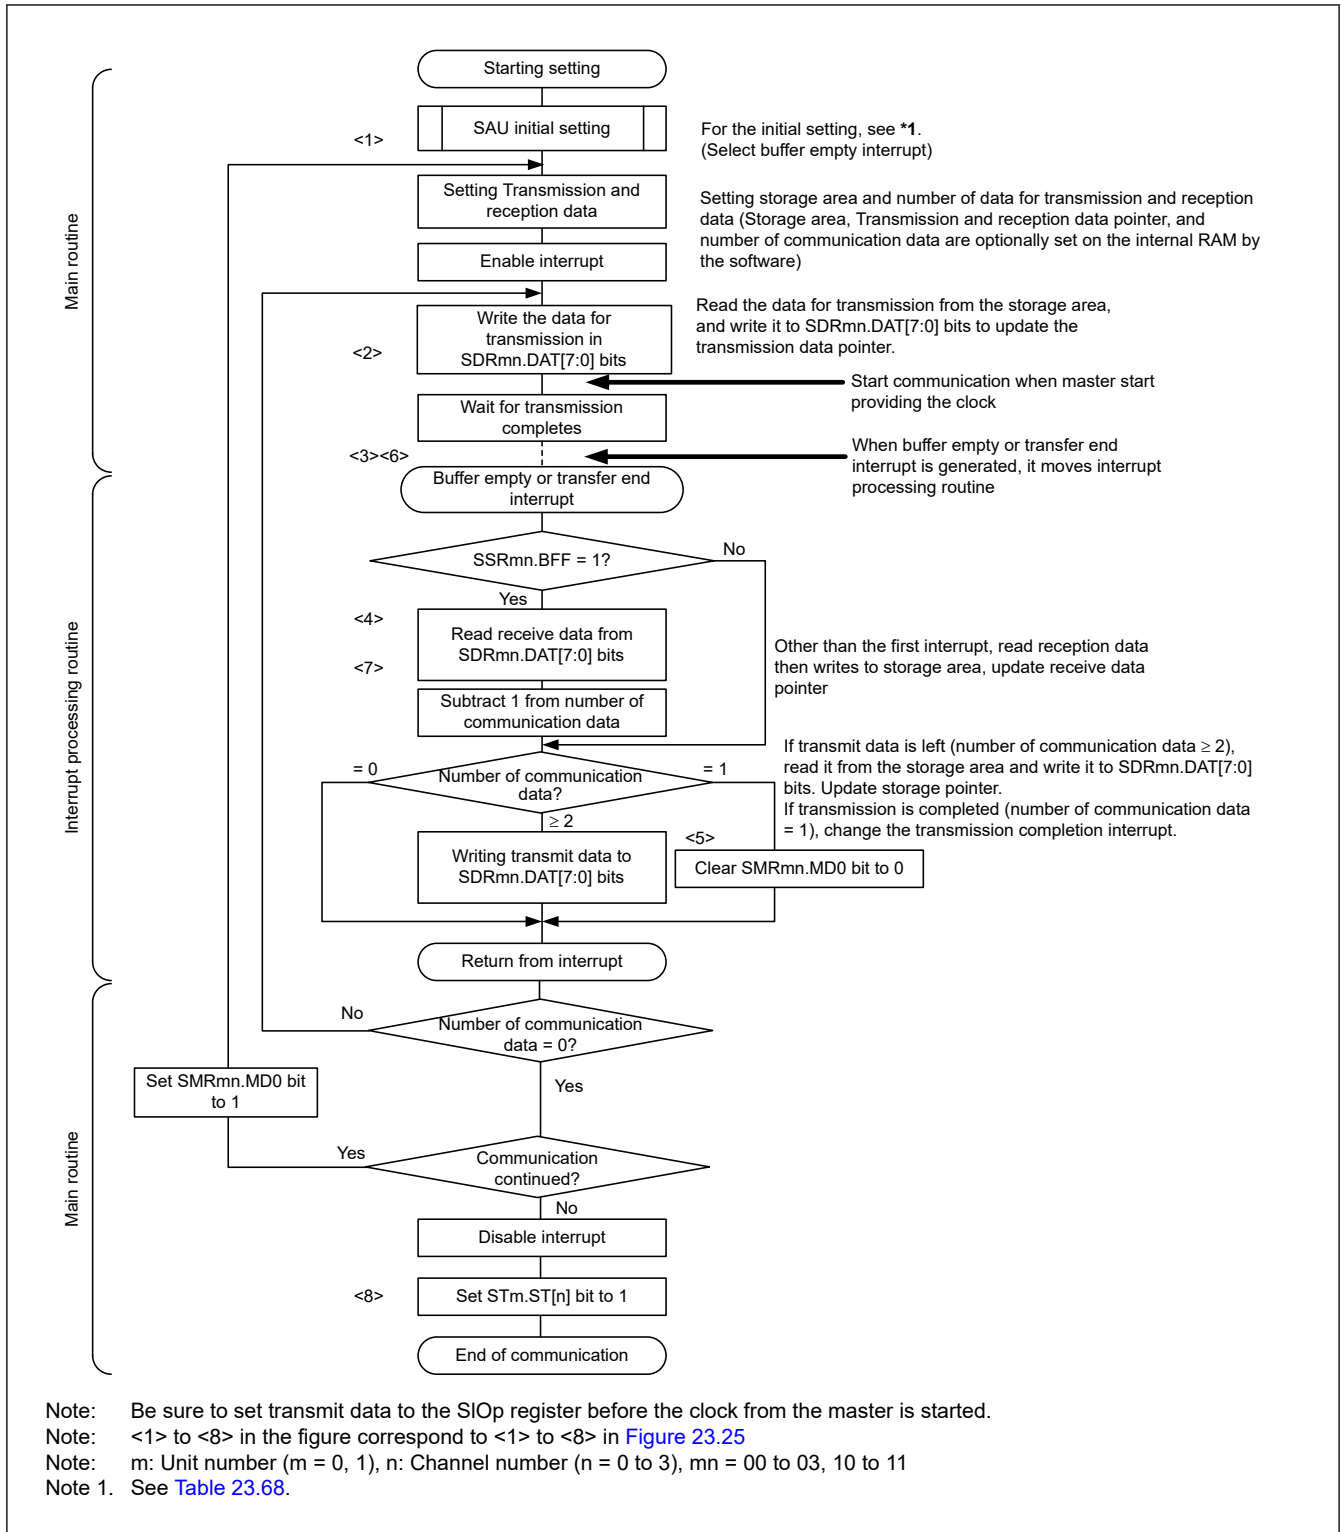 Starting setting
SAU initial setting
For the initial setting, see *1.
(Select buffer empty interrupt)
<1>
Main routine
Setting Transmission and
reception data
Setting storage area and number of data for transmission and reception
data (Storage area, Transmission and reception data pointer, and
number of communication data are optionally set on the internal RAM by
the software)
Enable interrupt
Write the data for
transmission in
SDRmn.DAT[7:0] bits
<2>
Read the data for transmission from the storage area,
and write it to SDRmn.DAT[7:0] bits to update the
transmission data pointer.
Start communication when master start
providing the clock
Wait for transmission
completes
<3><6>
When buffer empty or transfer end
interrupt is generated, it moves interrupt
processing routine
Buffer empty or transfer end
interrupt
Interrupt processing routine
SSRmn.BFF = 1?
No
Yes
<4>
Read receive data from
SDRmn.DAT[7:0] bits
<7>
Other than the first interrupt, read reception data
then writes to storage area, update receive data
pointer
Subtract 1 from number of
communication data
= 0
Number of communication
data?
= 1
≥ 2
If transmit data is left (number of communication data ≥ 2),
read it from the storage area and write it to SDRmn.DAT[7:0]
bits. Update storage pointer.
If transmission is completed (number of communication data
= 1), change the transmission completion interrupt.
Writing transmit data to
SDRmn.DAT[7:0] bits
<5>
Clear SMRmn.MD0 bit to 0
Return from interrupt
Main routine
No
Number of communication
data = 0?
Yes
Set SMRmn.MD0 bit
to 1
Yes
Communication
continued?
No
Disable interrupt
<8>
Set STm.ST[n] bit to 1
End of communication
Note: Be sure to set transmit data to the SIOp register before the clock from the master is started.
Note: <1> to <8> in the figure correspond to <1> to <8> in Figure 23.25
Note: m: Unit number (m = 0, 1), n: Channel number (n = 0 to 3), mn = 00 to 03, 10 to 11
Note 1. See Table 23.68.